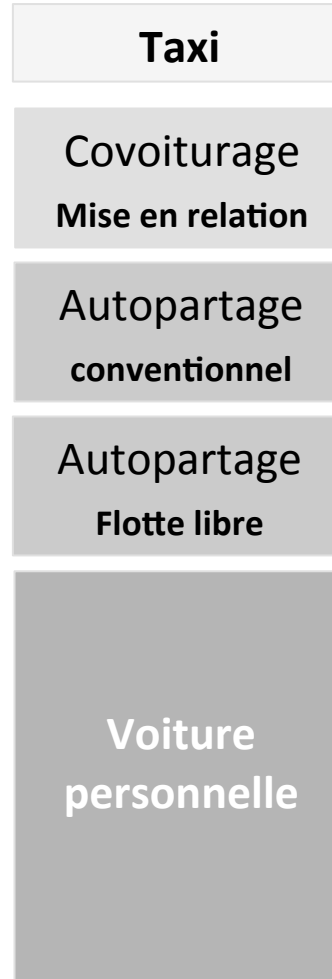 Taxi
Covoiturage
Mise en relation
Autopartage
conventionnel
Autopartage
Flotte libre
Voiture
personnelle